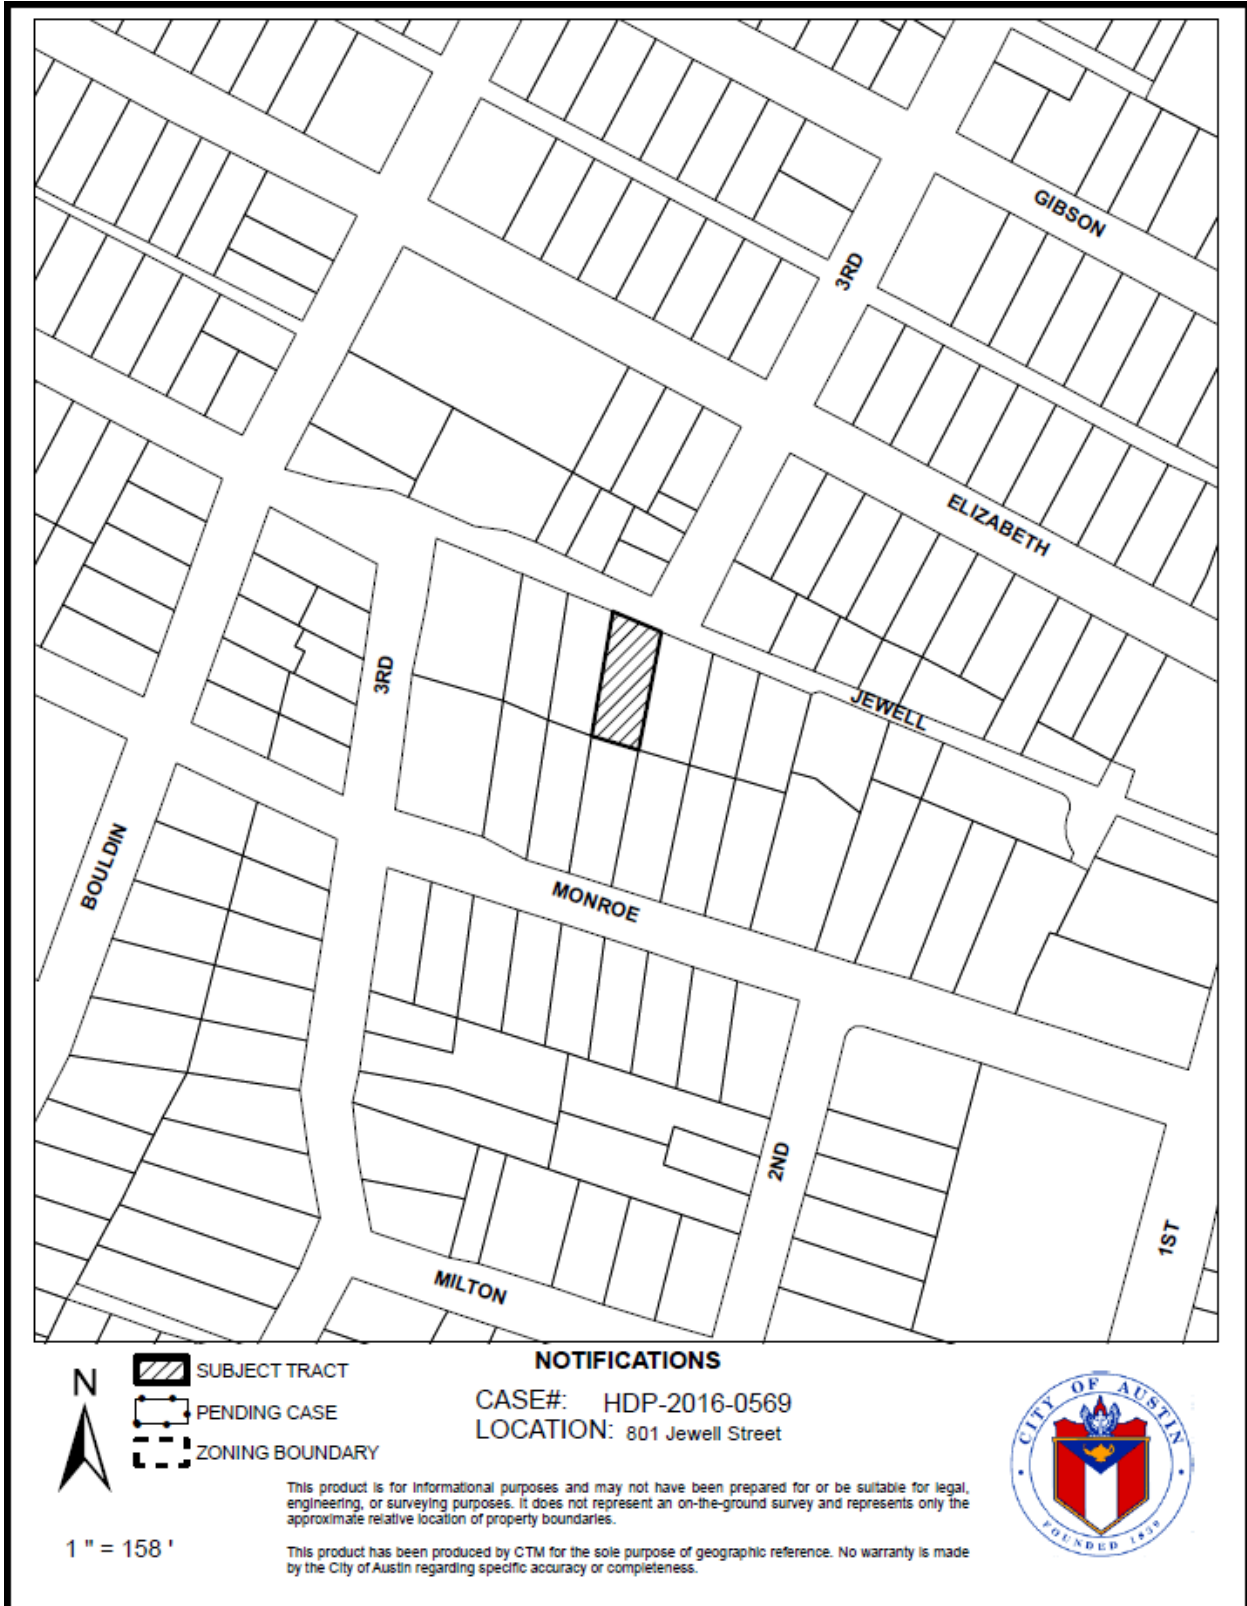 GIBSON
3RD
ELIZABETH
JEWELL
3RD
BOULDIN
MONROE
2ND
1ST
MILTON
N
SUBJECT TRACT
PENDING CASE
ZONING BOUNDARY
1 " = 158 '
NOTIFICATIONS
CASE#: HDP-2016-0569
LOCATION: 801 Jewell Street
This product is for informational purposes and may not have been prepared for or be suitable for legal,
engineering, or surveying purposes. It does not represent an on-the-ground survey and represents only the
approximate relative location of property boundaries.
This product has been produced by CTM for the sole purpose of geographic reference. No warranty is made
by the City of Austin regarding specific accuracy or completeness.
CITY OF AUSTIN
FOUNDED 1839